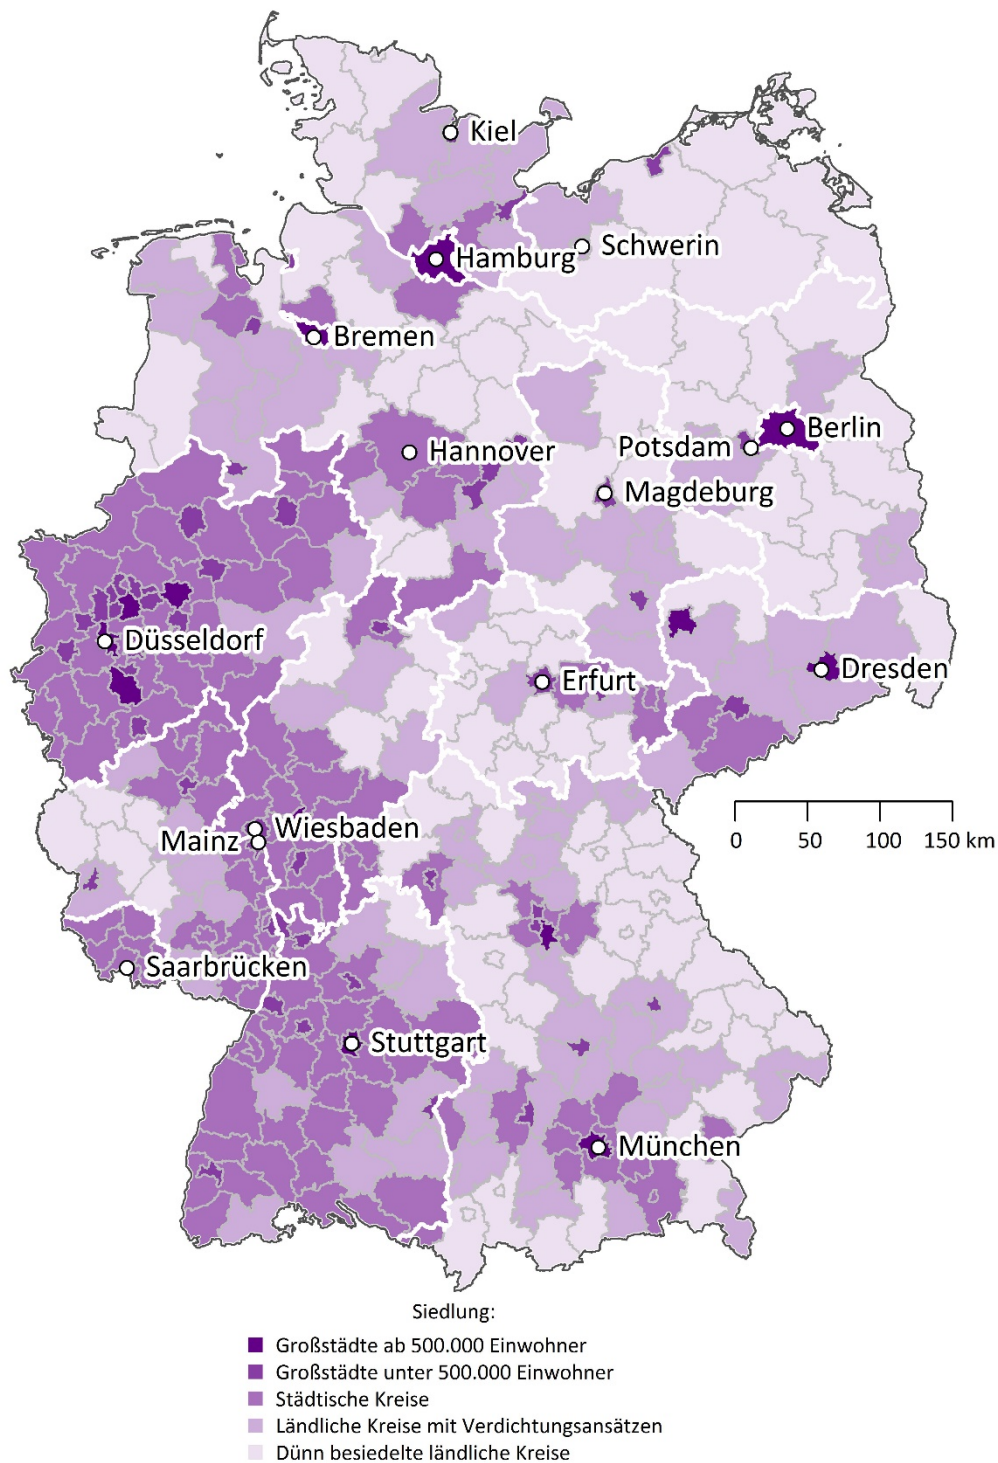 Kiel
Schwerin
Hamburg
Bremen
Berlin
Potsdam
Hannover
Magdeburg
Düsseldorf
Dresden
Erfurt
0 50 100 150 km
Wiesbaden
Mainz
Saarbrücken
Stuttgart
München
Siedlung:
Großstädte ab 500.000 Einwohner
Großstädte unter 500.000 Einwohner
Städtische Kreise
Ländliche Kreise mit Verdichtungsansätzen
Dünn besiedelte ländliche Kreise